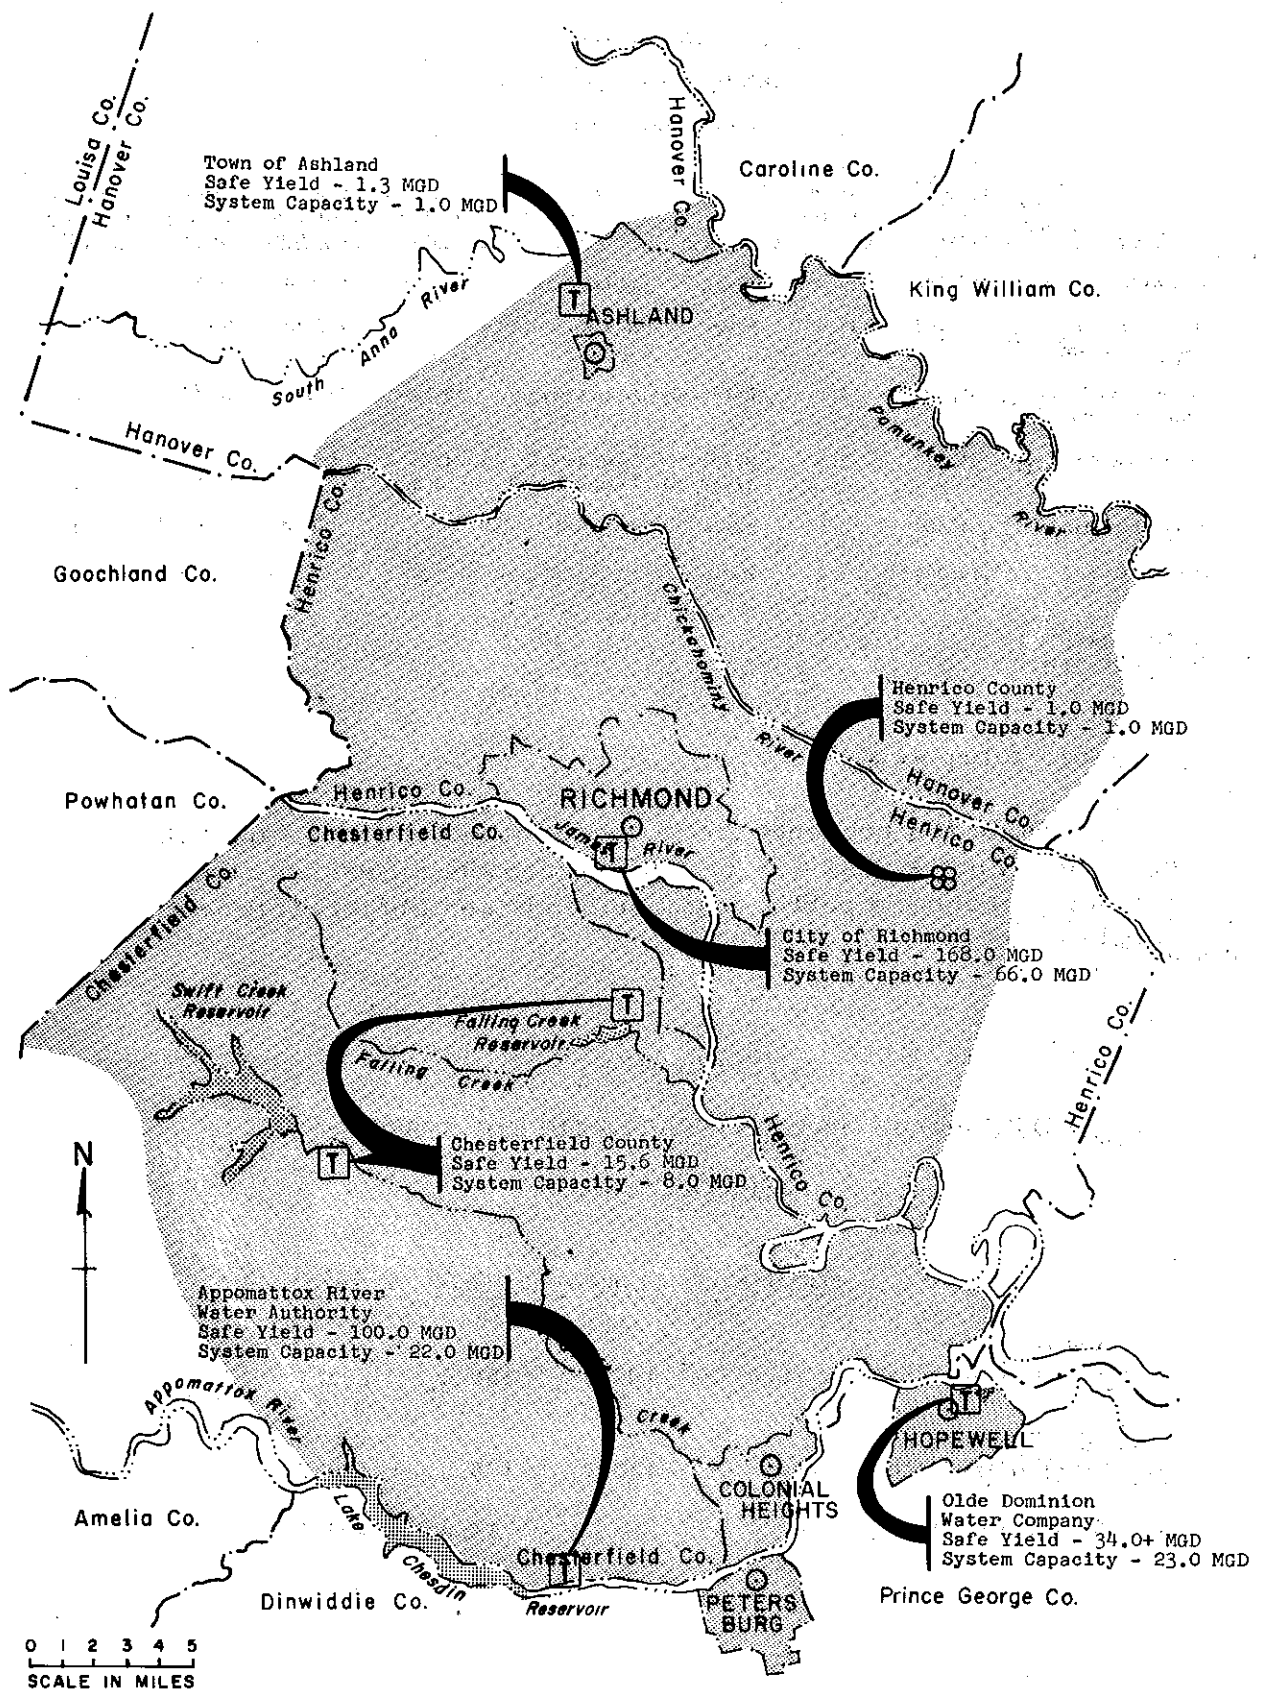 Louisa Co.
Hanover Co.
Hanover Co.
Caroline Co.
Town of Ashland
Safe Yield - 1.3 MGD
System Capacity - 1.0 MGD
King William Co.
T
ASHLAND
South Anna River
Pamunkey River
Hanover Co.
Henrico Co.
Goochland Co.
Chickahominy River
Henrico County
Safe Yield - 1.0 MGD
System Capacity - 1.0 MGD
Hanover Co.
Henrico Co.
Powhatan Co.
Henrico Co.
Chesterfield Co.
RICHMOND
James River
T
Chesterfield Co.
City of Richmond
Safe Yield - 168.0 MGD
System Capacity - 66.0 MGD
Swift Creek
Reservoir
T
Falling Creek
Reservoir
Falling Creek
Henrico Co.
Henrico Co.
N
T
Chesterfield County
Safe Yield - 15.6 MGD
System Capacity - 8.0 MGD
Appomattox River
Water Authority
Safe Yield - 100.0 MGD
System Capacity - 22.0 MGD
Appomattox River
Creek
T
HOPEWELL
COLONIAL
HEIGHTS
Olde Dominion
Water Company
Safe Yield - 34.0+ MGD
System Capacity - 23.0 MGD
Amelia Co.
Lake Chesdin
Reservoir
Chesterfield Co.
T
Dinwiddie Co.
PETERS
BURG
Prince George Co.
0 1 2 3 4 5
SCALE IN MILES